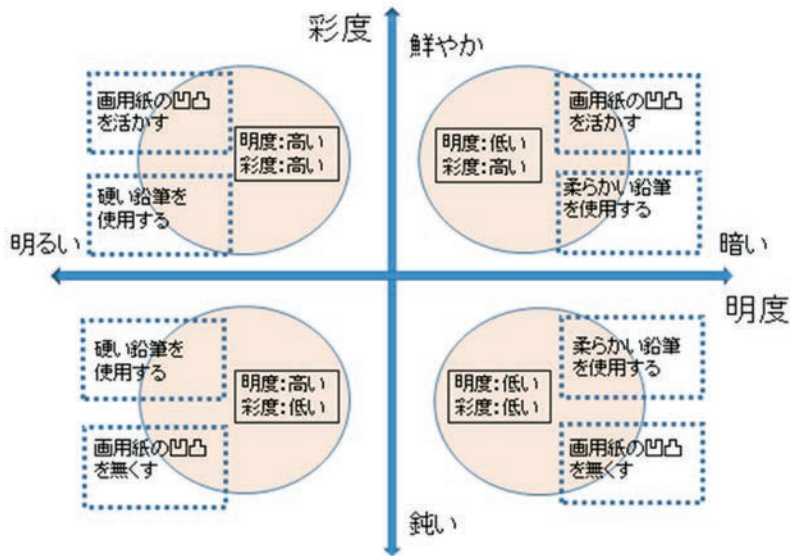 彩度
鮮やか
画用紙の凹凸
を活かす
明度:高い
彩度:高い
硬い鉛筆を
使用する
明度:低い
彩度:高い
画用紙の凹凸
を活かす
柔らかい鉛筆
を使用する
明るい
暗い
明度
硬い鉛筆を
使用する
明度:高い
彩度:低い
画用紙の凹凸
を無くす
明度:低い
彩度:低い
柔らかい鉛筆
を使用する
画用紙の凹凸
を無くす
鈍い